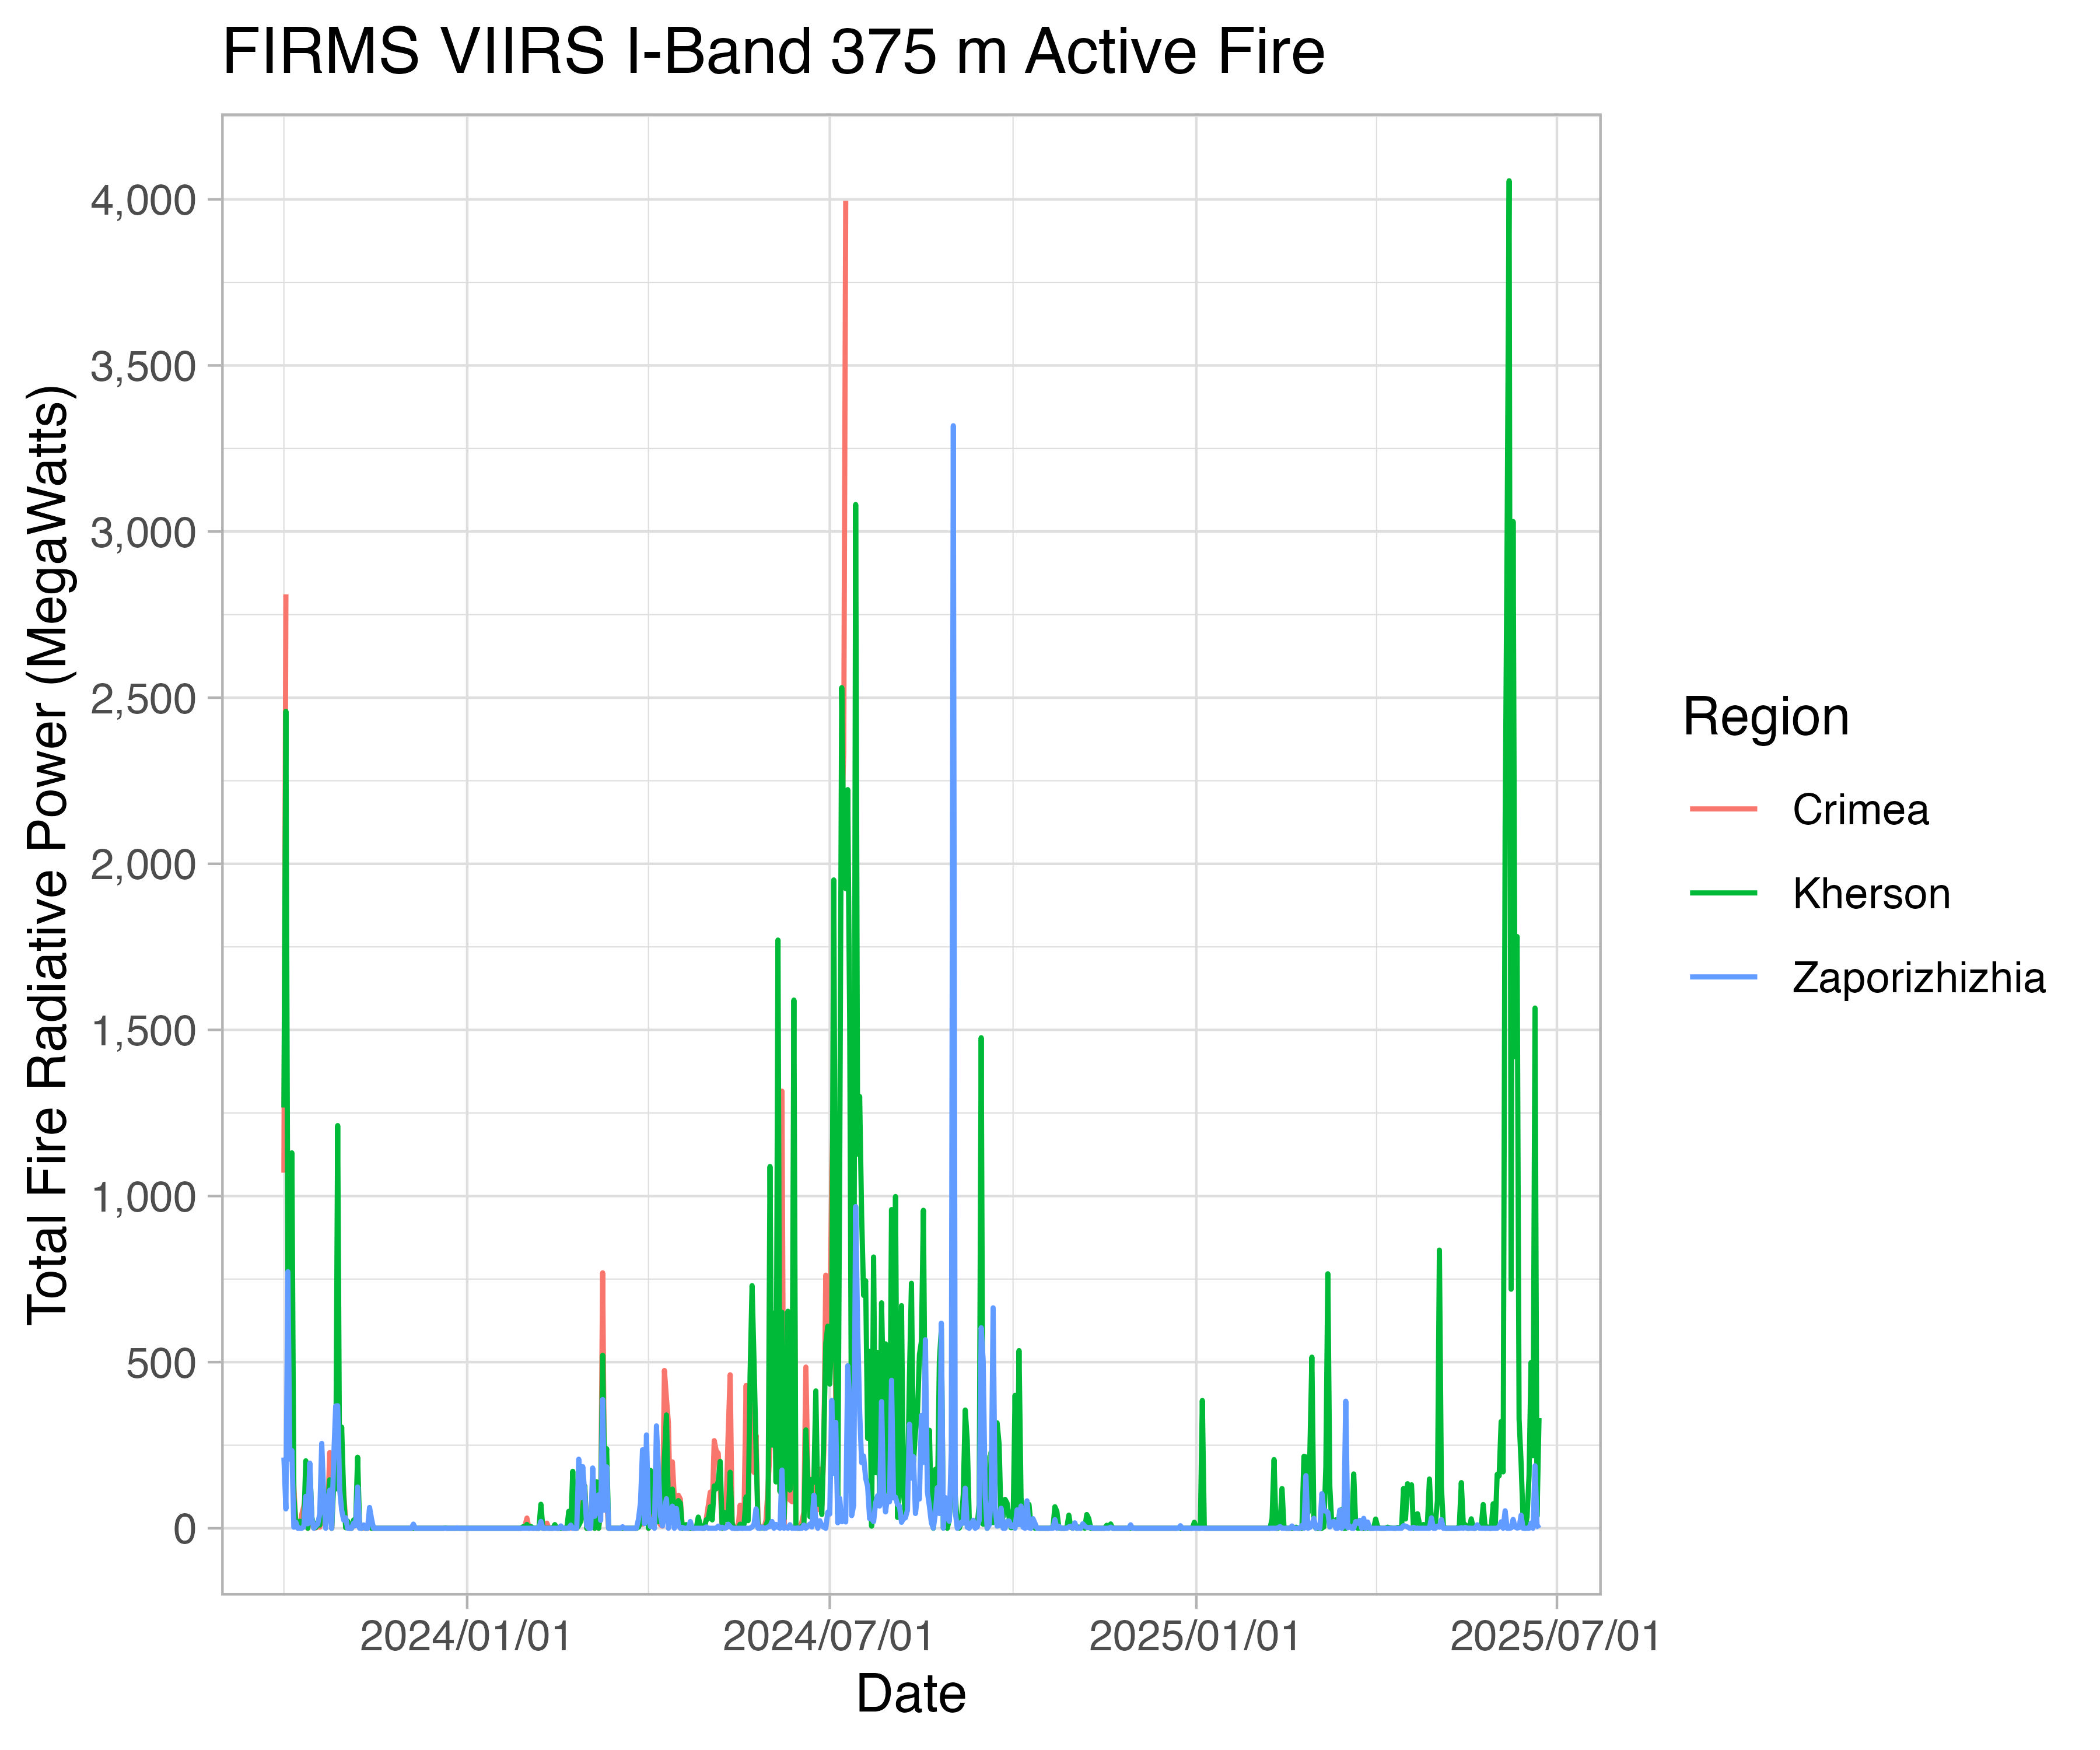 FIRMS VIIRS I-Band 375 m Active Fire
Total Fire Radiative Power (MegaWatts)
4,000
3,500
3,000
2,500
2,000
1,500
1,000
500
0
2024/01/01
2024/07/01
2025/01/01
2025/07/01
Date
Region
Crimea
Kherson
Zaporizhizhia